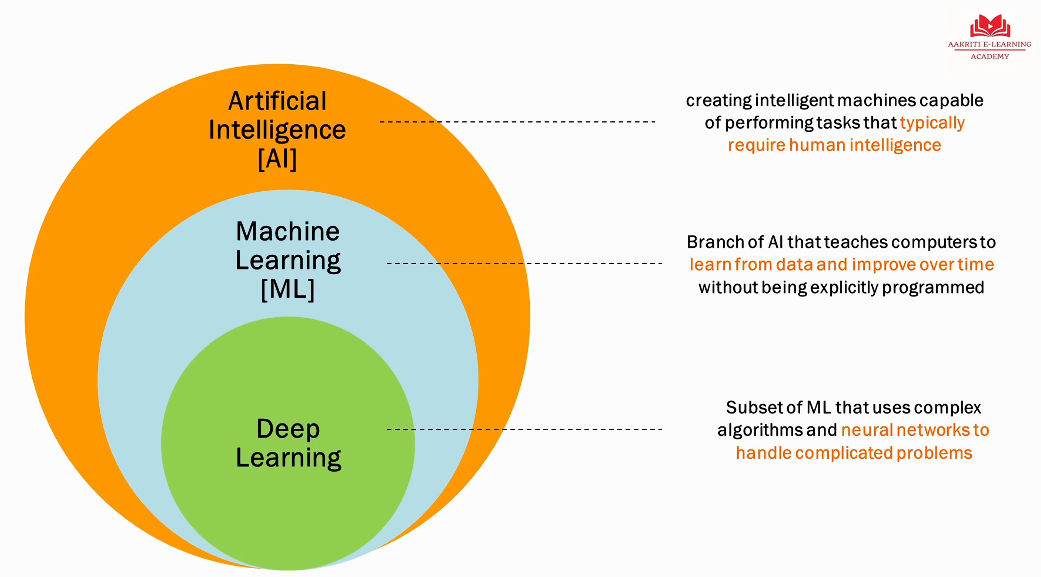 AAKRITI E-LEARNING
ACADEMY
Artificial
Intelligence
[AI]
creating intelligent machines capable
of performing tasks that typically
require human intelligence
Machine
Learning
[ML]
Branch of AI that teaches computers to
learn from data and improve over time
without being explicitly programmed
Deep
Learning
Subset of ML that uses complex
algorithms and neural networks to
handle complicated problems